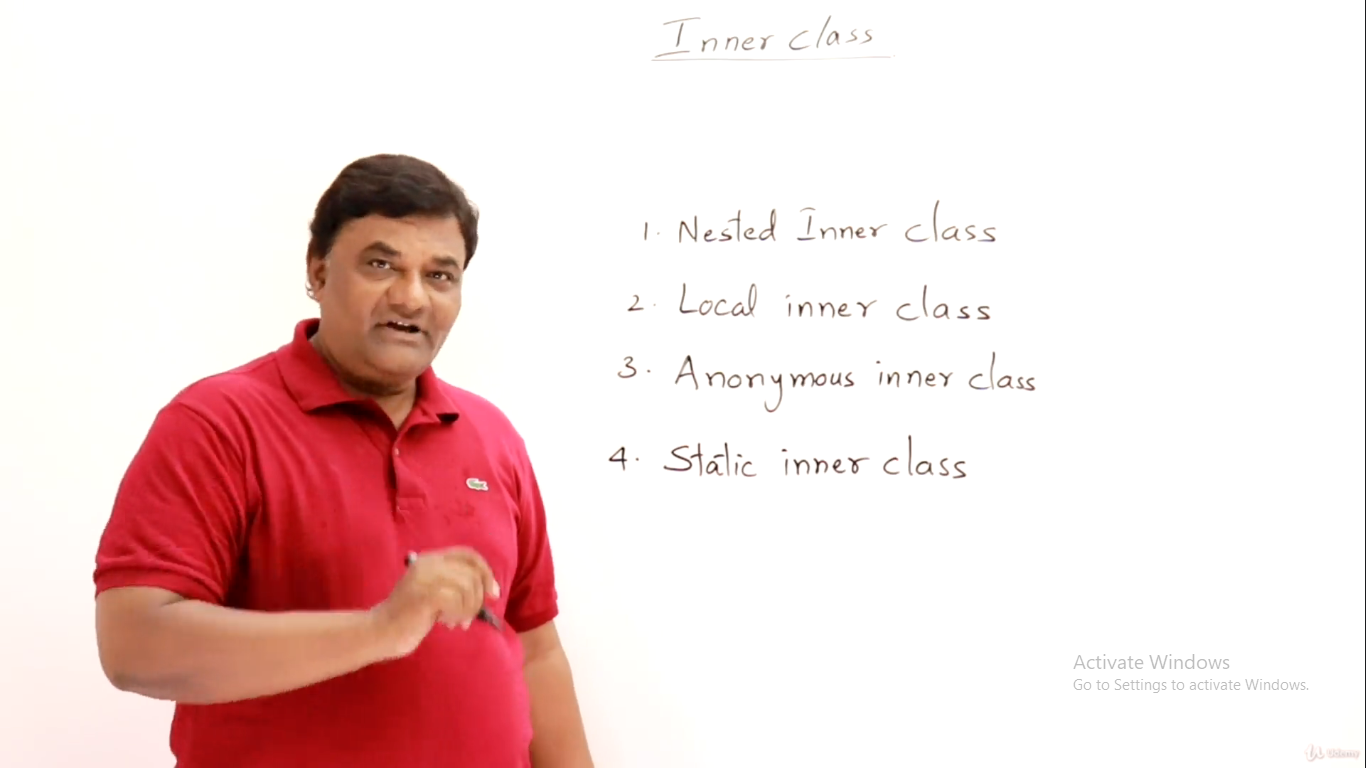 Inner class
1. Nested Inner class
2. Local inner class
3. Anonymous inner class
4. Static inner class
Activate Windows
Go to Settings to activate Windows.
Udemy